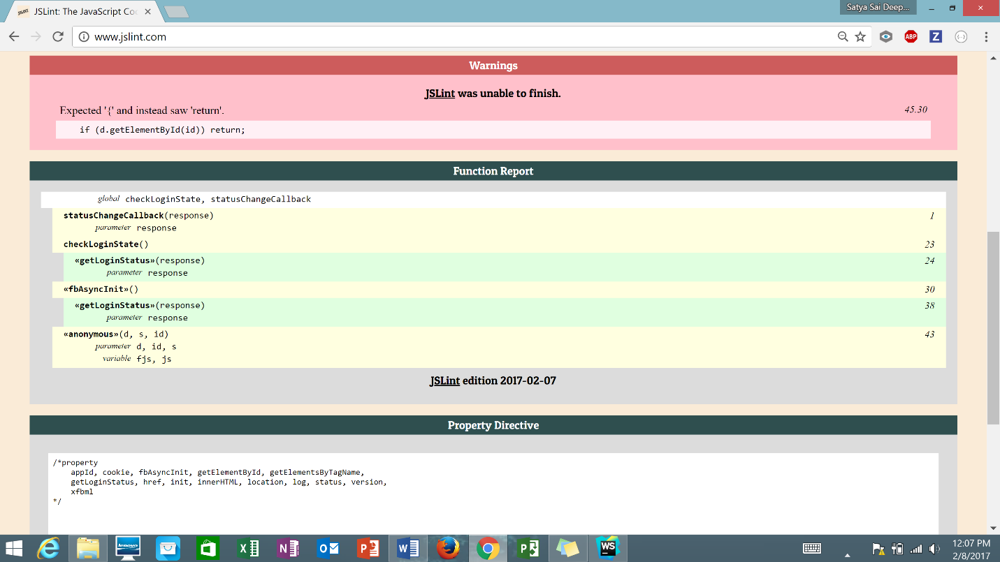 JSLint: The JavaScript Co
Satya Sai Deep...
www.jslint.com
ABP
Z
Warnings
JSLint was unable to finish.
Expected '{' and instead saw 'return'. 45.30
if (d.getElementById(id)) return;
Function Report
global checkLoginState, statusChangeCallback
statusChangeCallback(response) 1
parameter response
checkLoginState() 23
«getLoginStatus»(response) 24
parameter response
«fbAsyncInit»() 30
«getLoginStatus»(response) 38
parameter response
«anonymous»(d, s, id) 43
parameter d, id, s
variable fjs, js
JSLint edition 2017-02-07
Property Directive
/*property
appId, cookie, fbAsyncInit, getElementById, getElementsByTagName,
getLoginStatus, href, init, innerHTML, location, log, status, version,
xfbml
*/
lenovo
WS
12:07 PM
2/8/2017